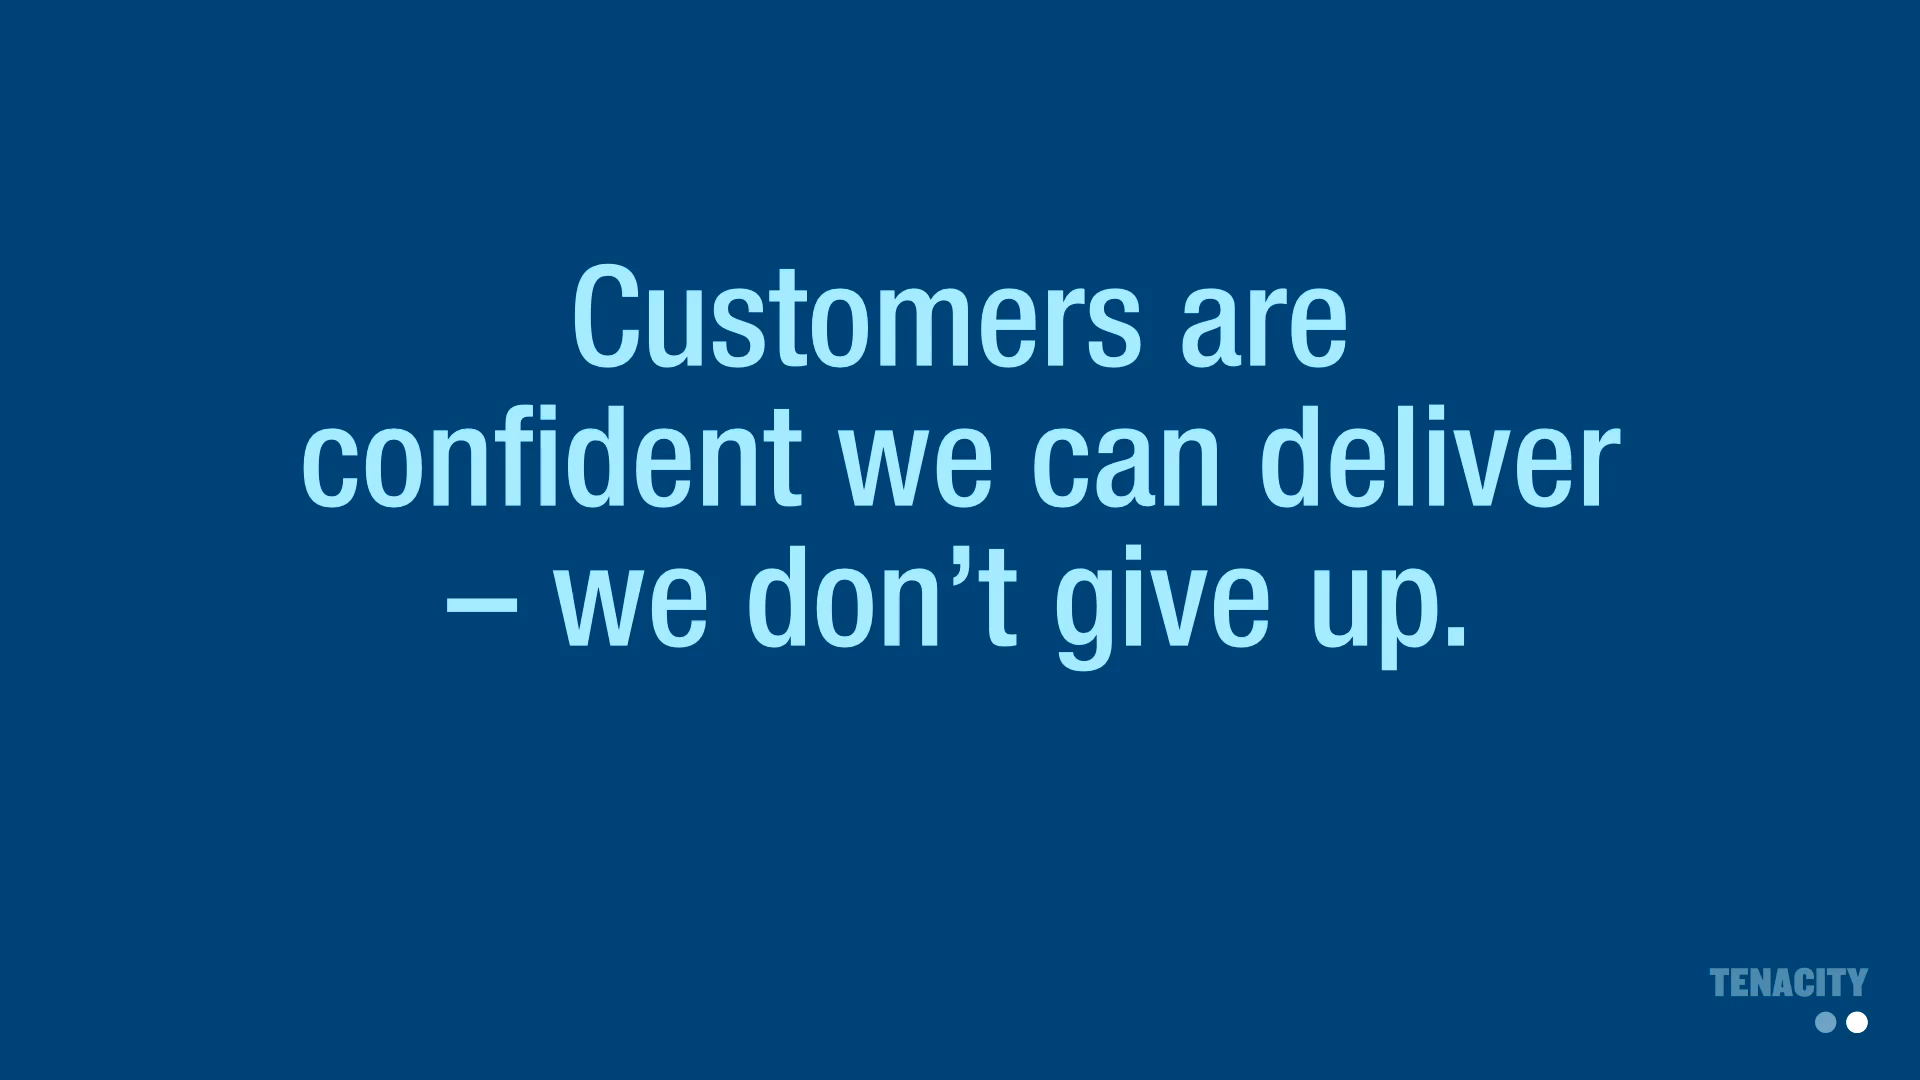 Customers are
confident we can deliver
– we don’t give up.
TENACITY